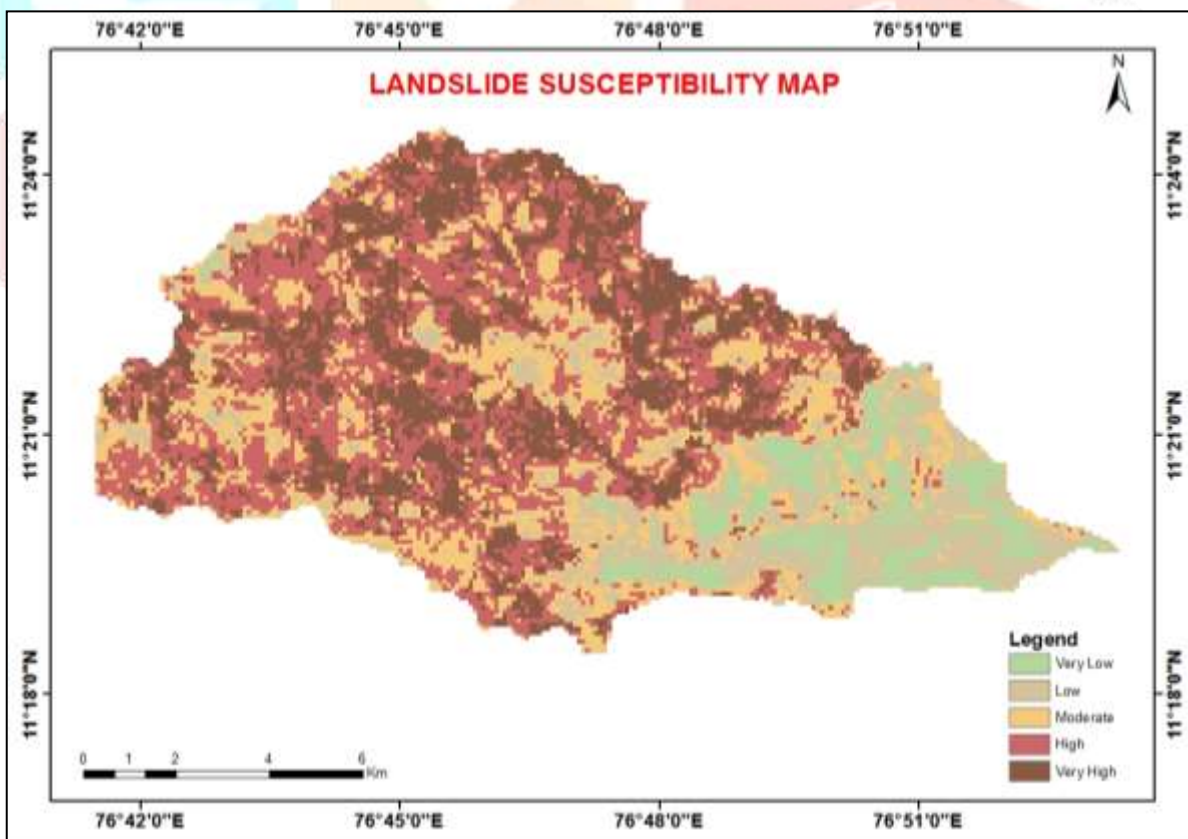 76°42'0"E 76°45'0"E 76°48'0"E 76°51'0"E
LANDSLIDE SUSCEPTIBILITY MAP
N
11°24'0"N 11°24'0"N
11°21'0"N 11°21'0"N
11°18'0"N 11°18'0"N
Legend
Very Low
Low
Moderate
High
Very High
0 1 2 4 6
Km
76°42'0"E 76°45'0"E 76°48'0"E 76°51'0"E